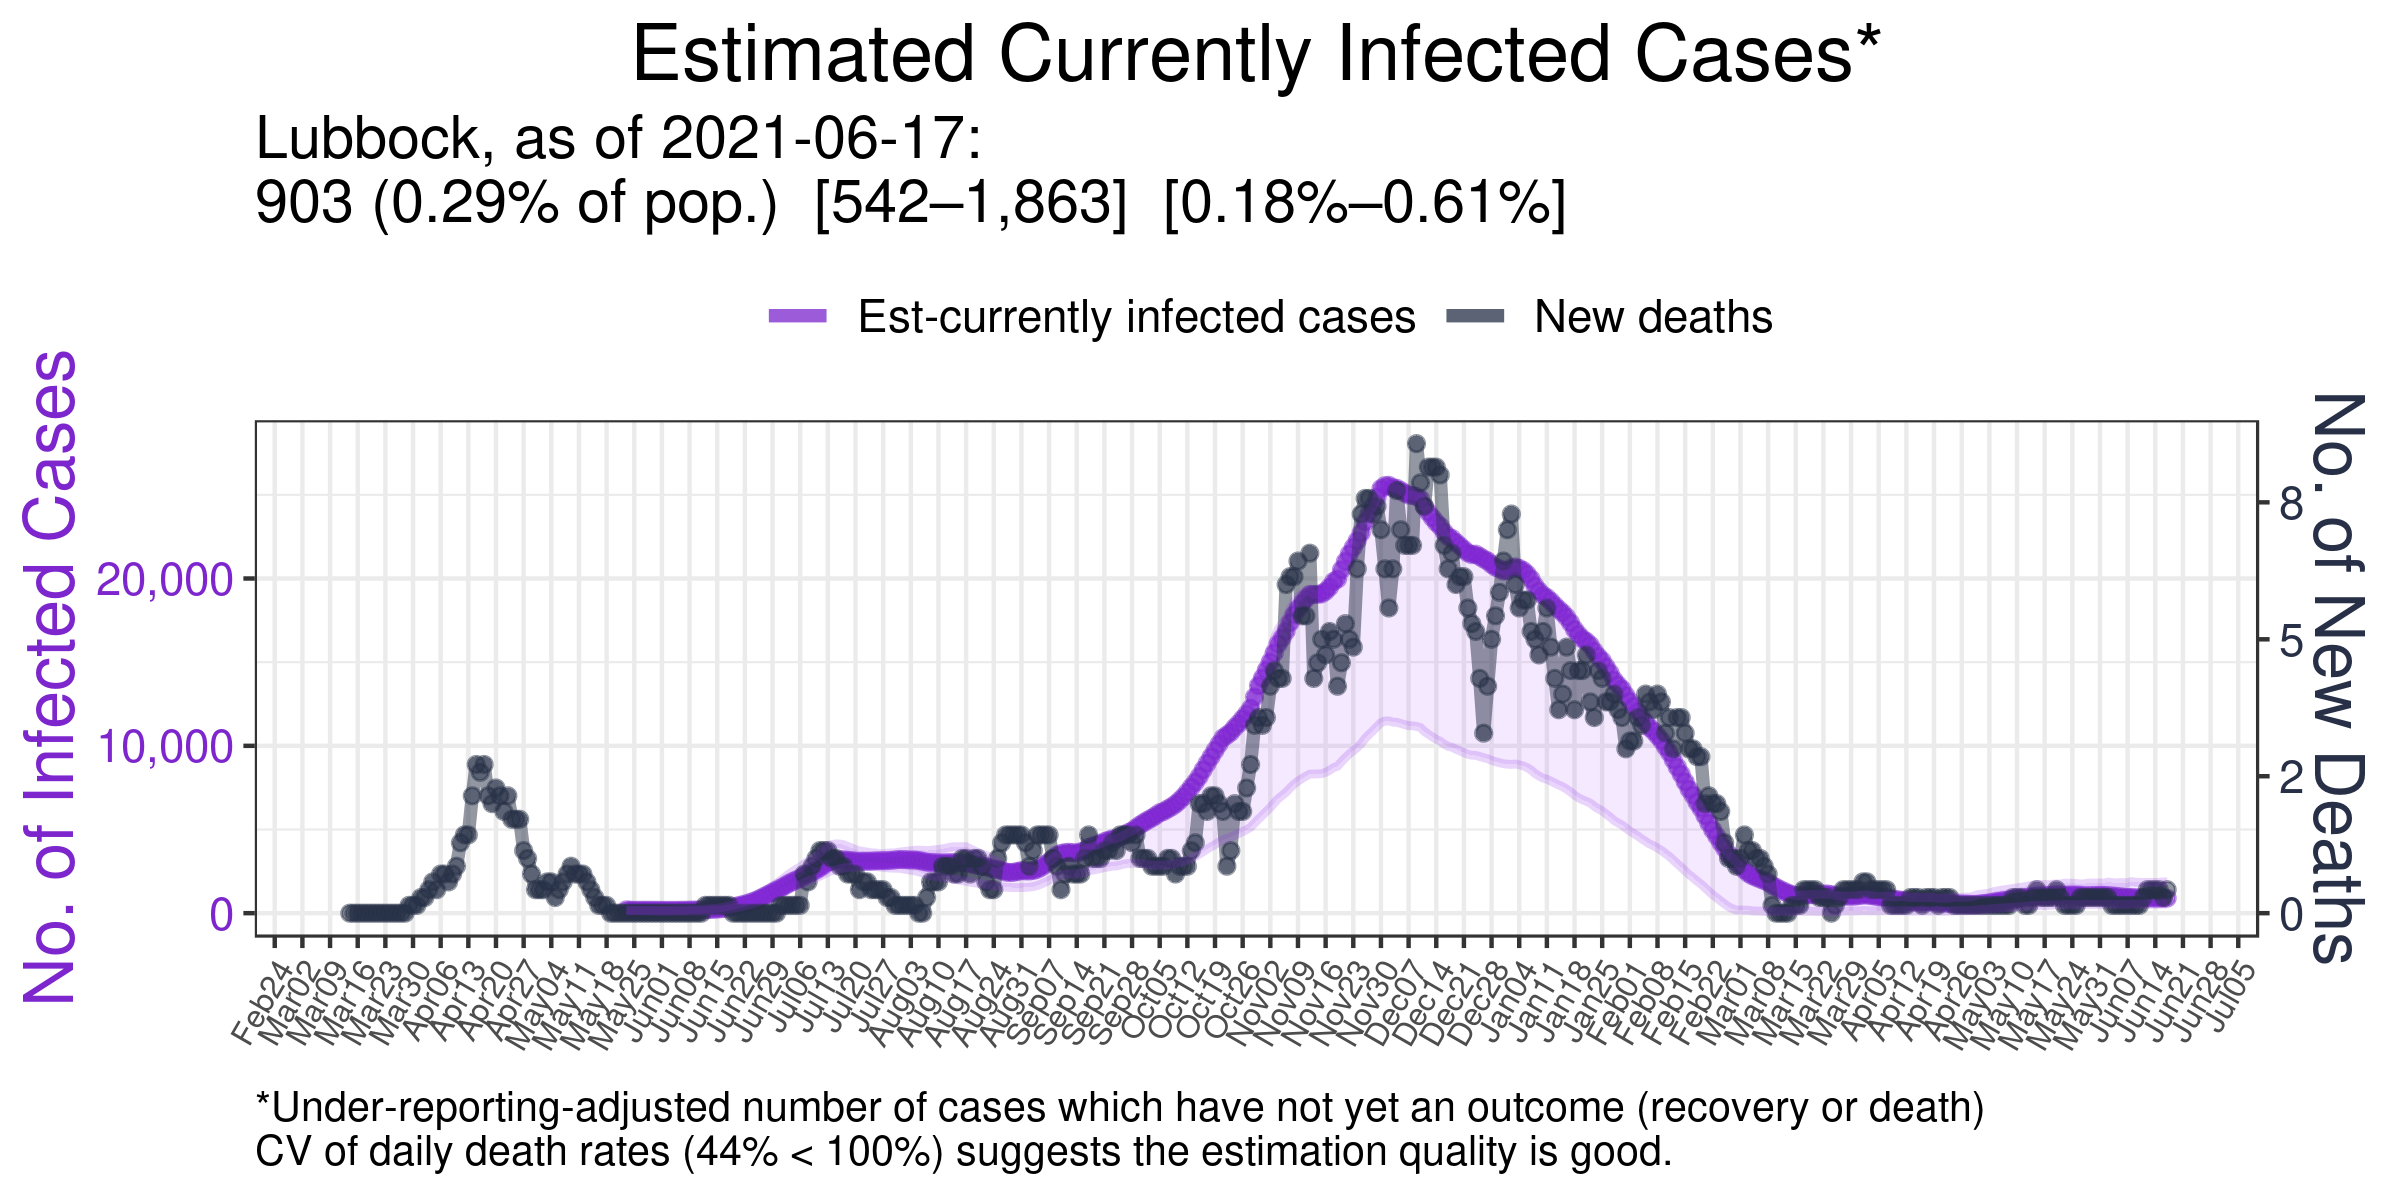 Estimated Currently Infected Cases*
Lubbock, as of 2021-06-17:
903 (0.29% of pop.) [542–1,863] [0.18%–0.61%]
Est-currently infected cases
New deaths
No. of Infected Cases
20,000
10,000
0
No. of New Deaths
8
5
2
0
Feb24
Mar02
Mar09
Mar16
Mar23
Mar30
Apr06
Apr13
Apr20
Apr27
May04
May11
May18
May25
Jun01
Jun08
Jun15
Jun22
Jun29
Jul06
Jul13
Jul20
Jul27
Aug03
Aug10
Aug17
Aug24
Aug31
Sep07
Sep14
Sep21
Sep28
Oct05
Oct12
Oct19
Oct26
Nov02
Nov09
Nov16
Nov23
Nov30
Dec07
Dec14
Dec21
Dec28
Jan04
Jan11
Jan18
Jan25
Feb01
Feb08
Feb15
Feb22
Mar01
Mar08
Mar15
Mar22
Mar29
Apr05
Apr12
Apr19
Apr26
May03
May10
May17
May24
May31
Jun07
Jun14
Jun21
Jun28
Jul05
*Under-reporting-adjusted number of cases which have not yet an outcome (recovery or death)
CV of daily death rates (44% < 100%) suggests the estimation quality is good.